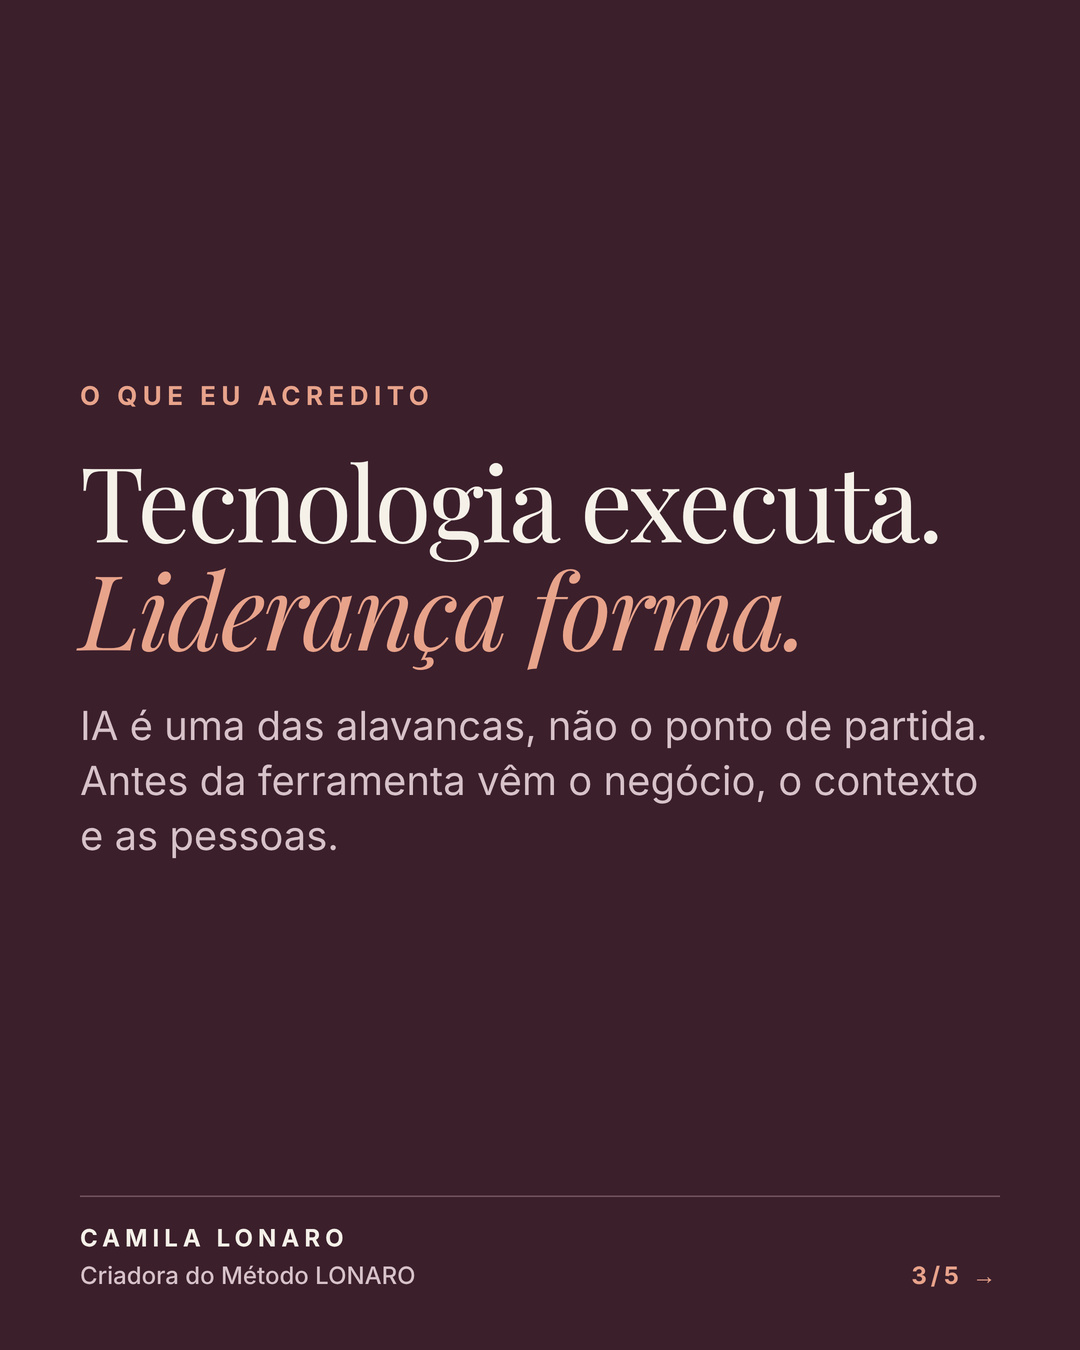 O QUE EU ACREDITO
Tecnologia executa.
Liderança forma.
IA é uma das alavancas, não o ponto de partida.
Antes da ferramenta vêm o negócio, o contexto
e as pessoas.
CAMILA LONARO
Criadora do Método LONARO
3/5 →